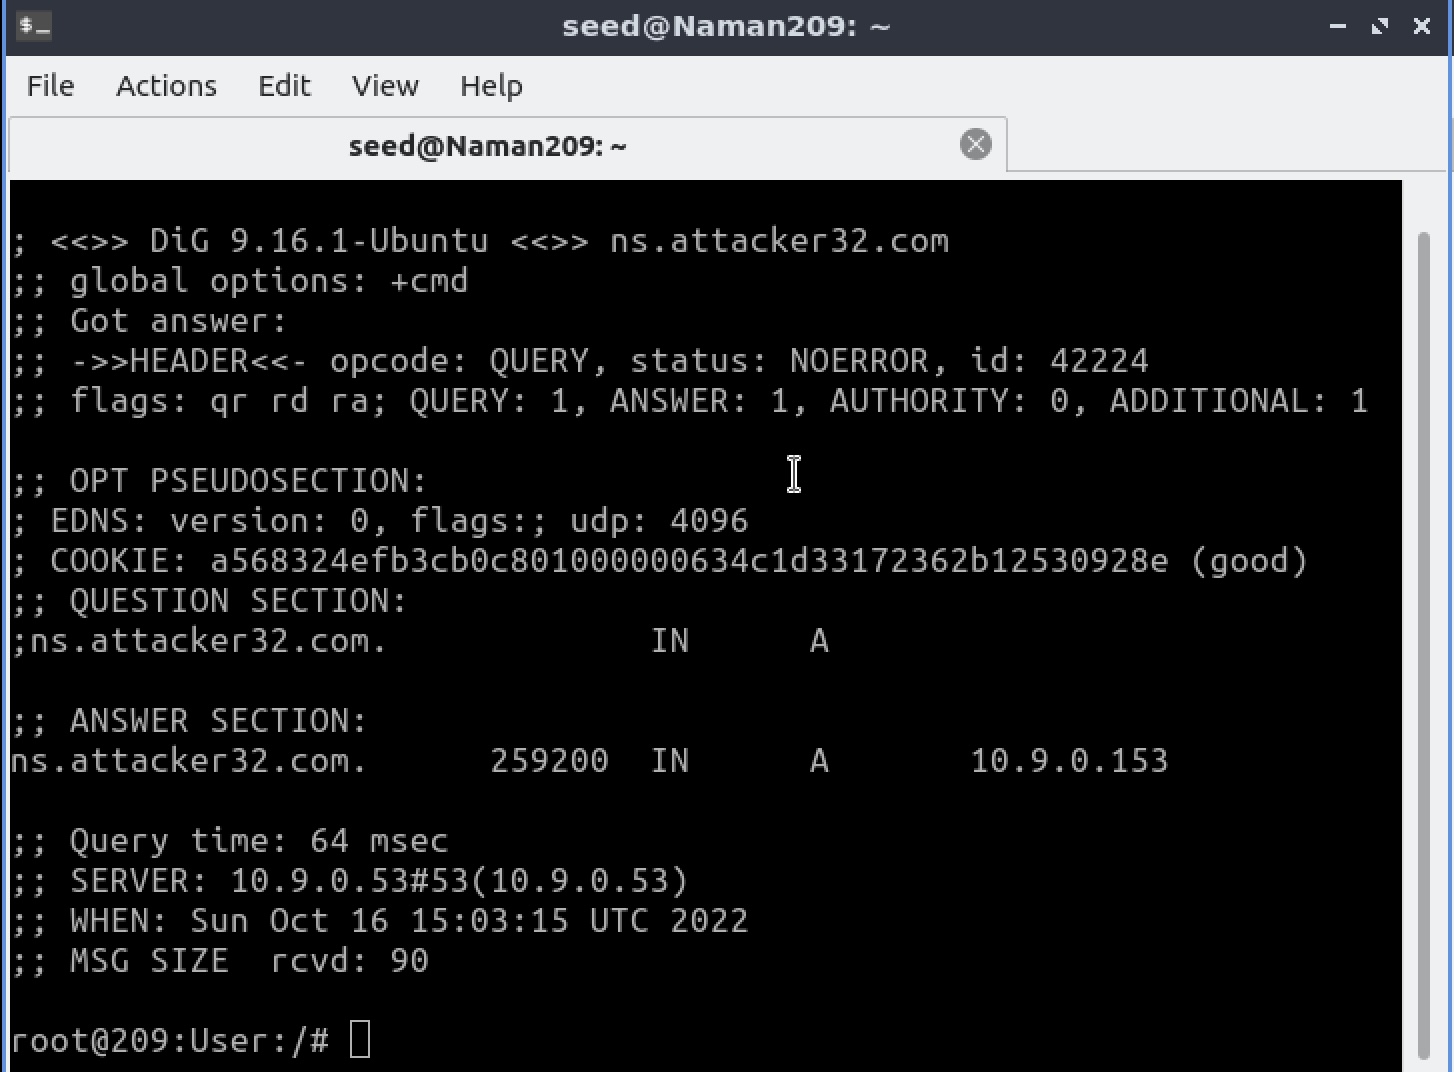 seed@Naman209: ~
File Actions Edit View Help
seed@Naman209: ~
; <<>> DiG 9.16.1-Ubuntu <<>> ns.attacker32.com
;; global options: +cmd
;; Got answer:
;; ->>HEADER<<- opcode: QUERY, status: NOERROR, id: 42224
;; flags: qr rd ra; QUERY: 1, ANSWER: 1, AUTHORITY: 0, ADDITIONAL: 1
;; OPT PSEUDOSECTION:
; EDNS: version: 0, flags:; udp: 4096
; COOKIE: a568324efb3cb0c801000000634c1d33172362b12530928e (good)
;; QUESTION SECTION:
;ns.attacker32.com. IN A
;; ANSWER SECTION:
ns.attacker32.com. 259200 IN A 10.9.0.153
;; Query time: 64 msec
;; SERVER: 10.9.0.53#53(10.9.0.53)
;; WHEN: Sun Oct 16 15:03:15 UTC 2022
;; MSG SIZE  rcvd: 90
root@209:User:/#